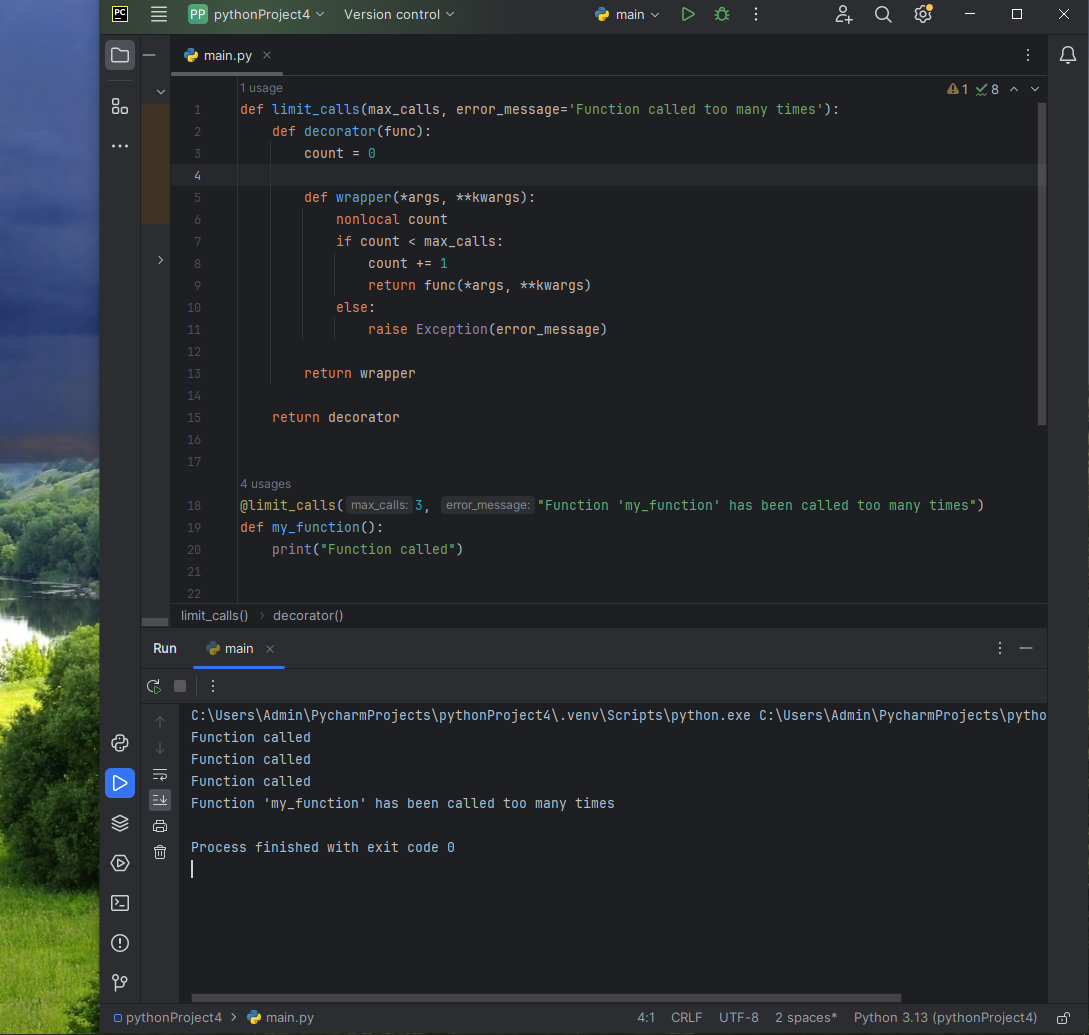 PC
PP pythonProject4 Version control main
main.py
1 usage
1 8
1 def limit_calls(max_calls, error_message='Function called too many times'):
2 def decorator(func):
3 count = 0
4
5 def wrapper(*args, **kwargs):
6 nonlocal count
7 if count < max_calls:
8 count += 1
9 return func(*args, **kwargs)
10 else:
11 raise Exception(error_message)
12
13 return wrapper
14
15 return decorator
16
17
4 usages
18 @limit_calls( max_calls: 3, error_message: "Function 'my_function' has been called too many times")
19 def my_function():
20 print("Function called")
21
22
limit_calls() › decorator()
Run main
C:\Users\Admin\PycharmProjects\pythonProject4\.venv\Scripts\python.exe C:\Users\Admin\PycharmProjects\pytho
Function called
Function called
Function called
Function 'my_function' has been called too many times
Process finished with exit code 0
pythonProject4 › main.py 4:1 CRLF UTF-8 2 spaces* Python 3.13 (pythonProject4)